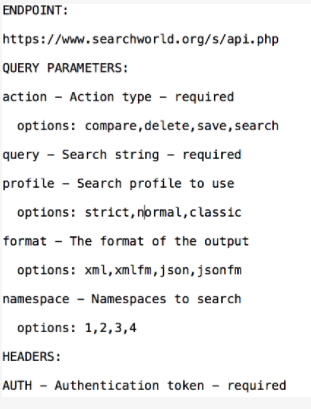 ENDPOINT:
https://www.searchworld.org/s/api.php
QUERY PARAMETERS:
action – Action type – required
options: compare,delete,save,search
query – Search string – required
profile – Search profile to use
options: strict,normal,classic
format – The format of the output
options: xml,xmlfm,json,jsonfm
namespace – Namespaces to search
options: 1,2,3,4
HEADERS:
AUTH – Authentication token – required